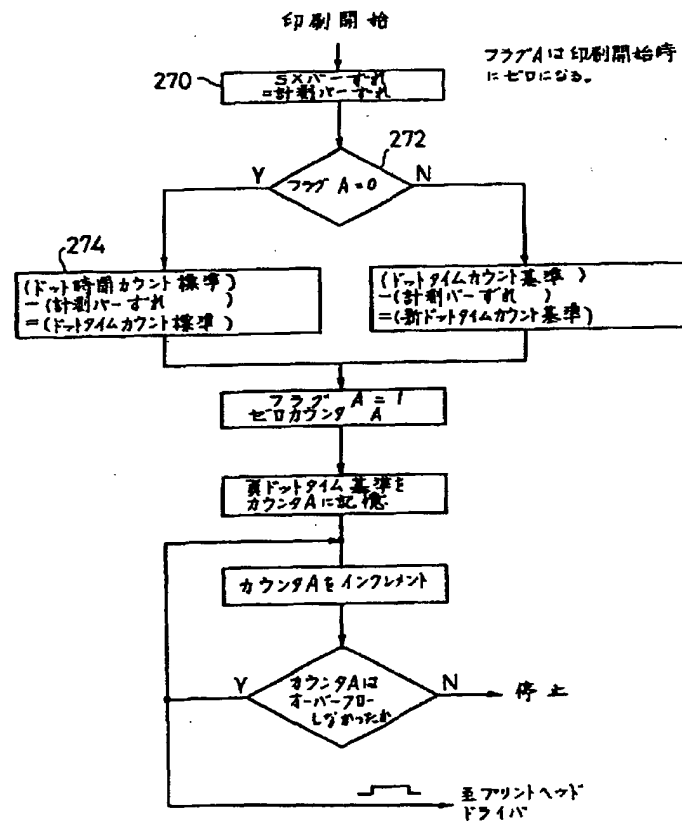 印刷開始
フラグAは印刷開始時
にゼロになる。
270
5×バーずれ
=計測バーずれ
272
Y
フラグA=0
N
274
(ドット時間カウント標準)
-(計測バーずれ)
=(ドットタイムカウント標準)
(ドットタイムカウント基準)
-(計測バーずれ)
=(新ドットタイムカウント基準)
フラグ A=1
ゼロカウンタ A
頁ドットタイム基準を
カウンタAに記憶
カウンタAをインクレメント
Y
カウンタAは
オーバーフロー
しなかったか
N
停止
至プリントヘッド
ドライバ